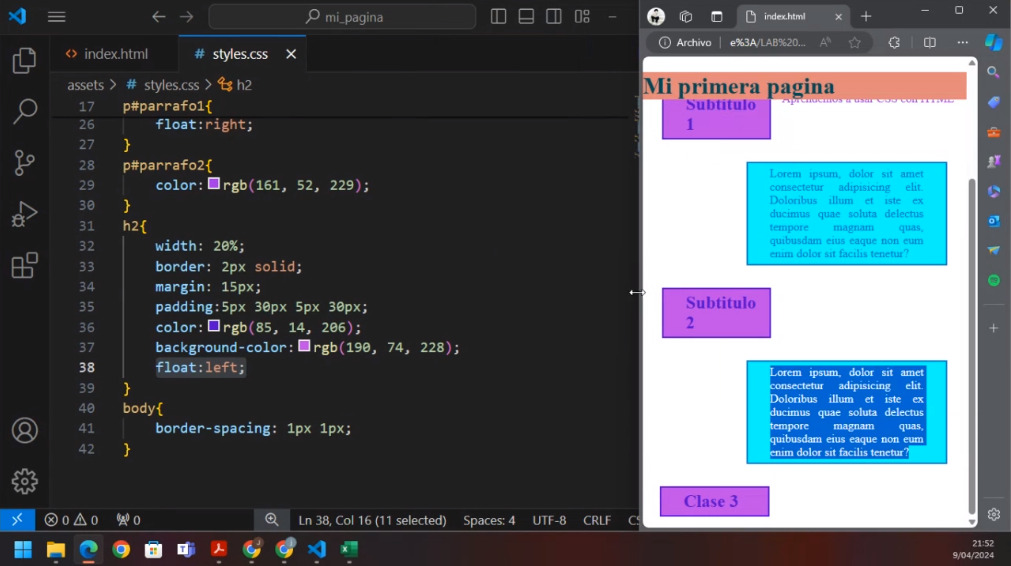 mi_pagina
index.html
# styles.css
assets > # styles.css > h2
17 p#parrafo1{
26 float:right;
27 }
28 p#parrafo2{
29 color: rgb(161, 52, 229);
30 }
31 h2{
32 width: 20%;
33 border: 2px solid;
34 margin: 15px;
35 padding:5px 30px 5px 30px;
36 color: rgb(85, 14, 206);
37 background-color: rgb(190, 74, 228);
38 float:left;
39 }
40 body{
41 border-spacing: 1px 1px;
42 }
0 0 0 Ln 38, Col 16 (11 selected) Spaces: 4 UTF-8 CRLF CS
index.html
Archivo e%3A/LAB%20...
Mi primera pagina
Subtitulo
1
Aprendiemos a usar CSS con HTML
Lorem ipsum, dolor sit amet
consectetur adipisicing elit.
Doloribus illum et iste ex
ducimus quae soluta delectus
tempore magnam quas,
quibusdam eius eaque non eum
enim dolor sit facilis tenetur?
Subtitulo
2
Lorem ipsum, dolor sit amet
consectetur adipisicing elit.
Doloribus illum et iste ex
ducimus quae soluta delectus
tempore magnam quas,
quibusdam eius eaque non eum
enim dolor sit facilis tenetur?
Clase 3
21:52
9/04/2024